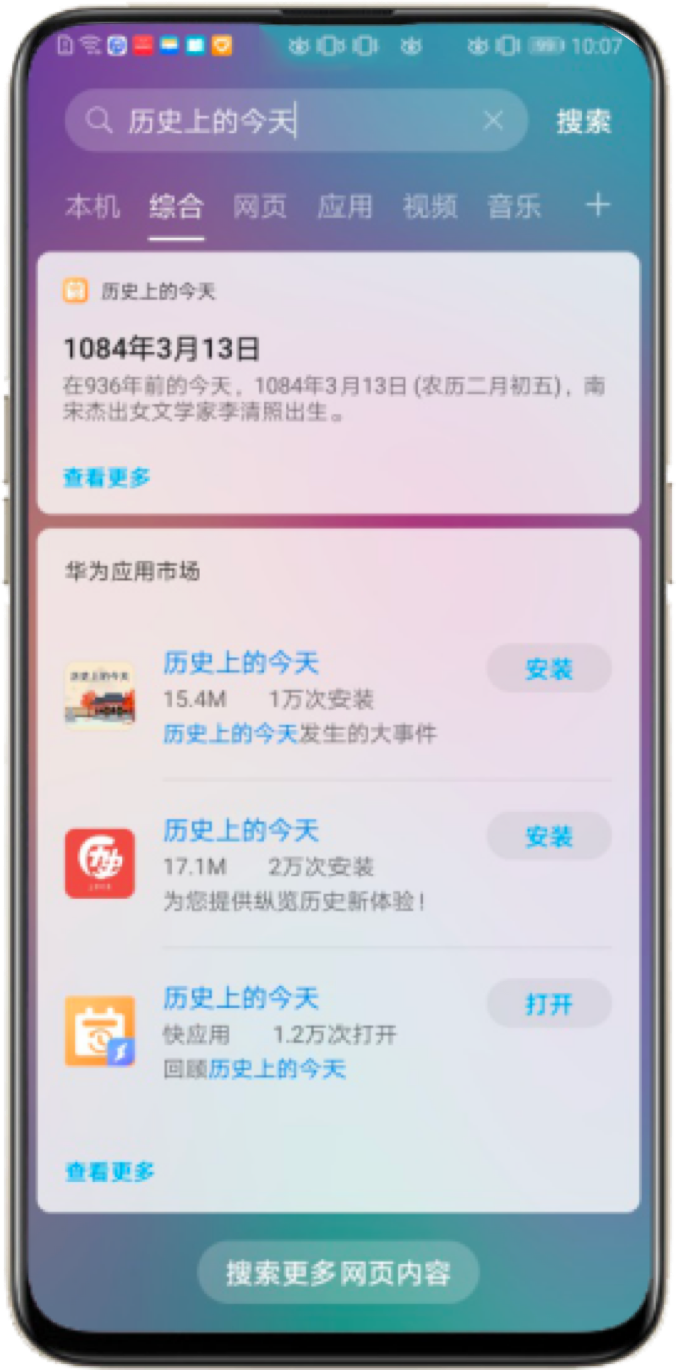 10:07
历史上的今天
搜索
本机 综合 网页 应用 视频 音乐 +
历史上的今天
1084年3月13日
在936年前的今天，1084年3月13日 (农历二月初五)，南
宋杰出女文学家李清照出生。
查看更多
华为应用市场
历史上的今天
历史上的今天
安装
15.4M 1万次安装
历史上的今天发生的大事件
历史
历史上的今天
安装
17.1M 2万次安装
为您提供纵览历史新体验！
历史上的今天
打开
快应用 1.2万次打开
回顾历史上的今天
查看更多
搜索更多网页内容